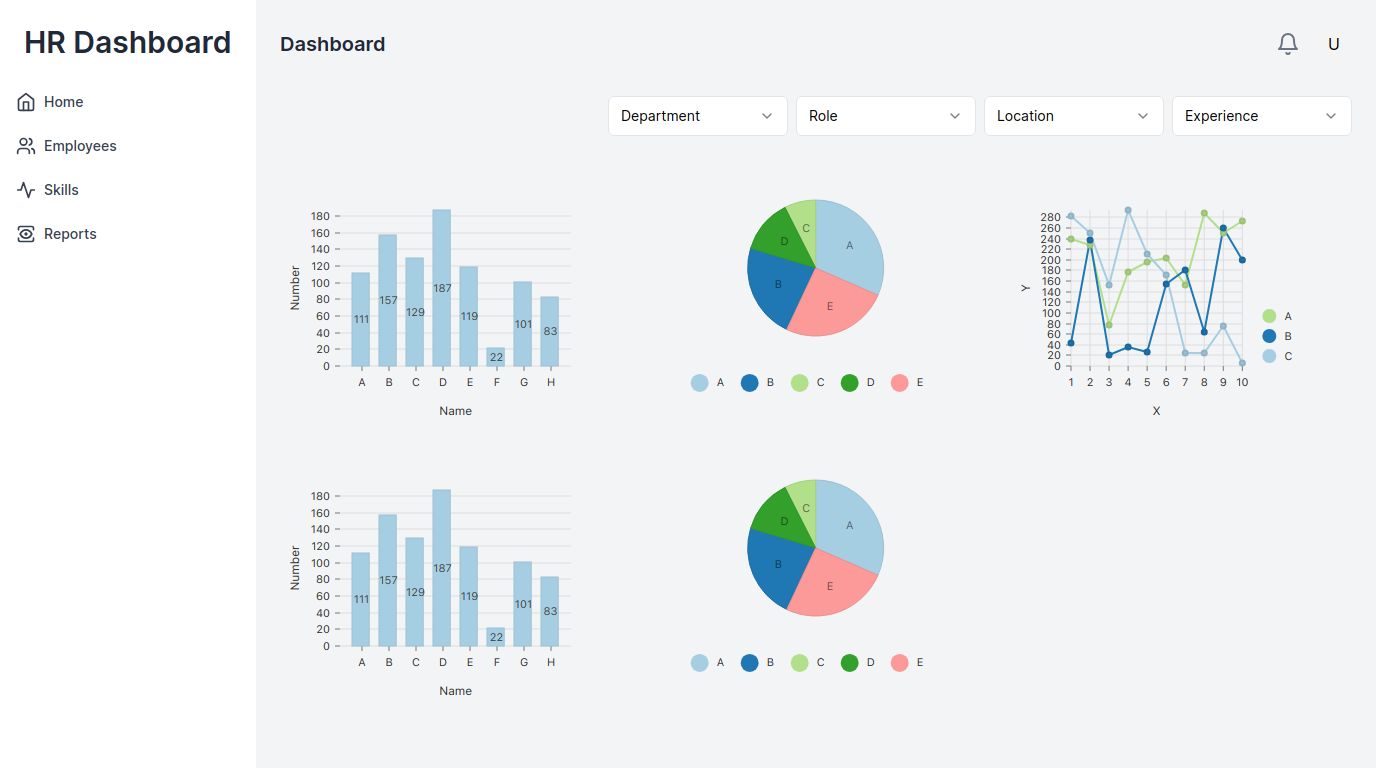 HR Dashboard
Home
Employees
Skills
Reports
Dashboard
U
Department
Role
Location
Experience
180
160
140
120
100
80
60
40
20
0
Number
111
157
129
187
119
22
101
83
A B C D E F G H
Name
A
B
C
D
E
A B C D E
280
260
240
220
200
180
160
140
120
100
80
60
40
20
0
Y
1 2 3 4 5 6 7 8 9 10
X
A
B
C
180
160
140
120
100
80
60
40
20
0
Number
111
157
129
187
119
22
101
83
A B C D E F G H
Name
A
B
C
D
E
A B C D E